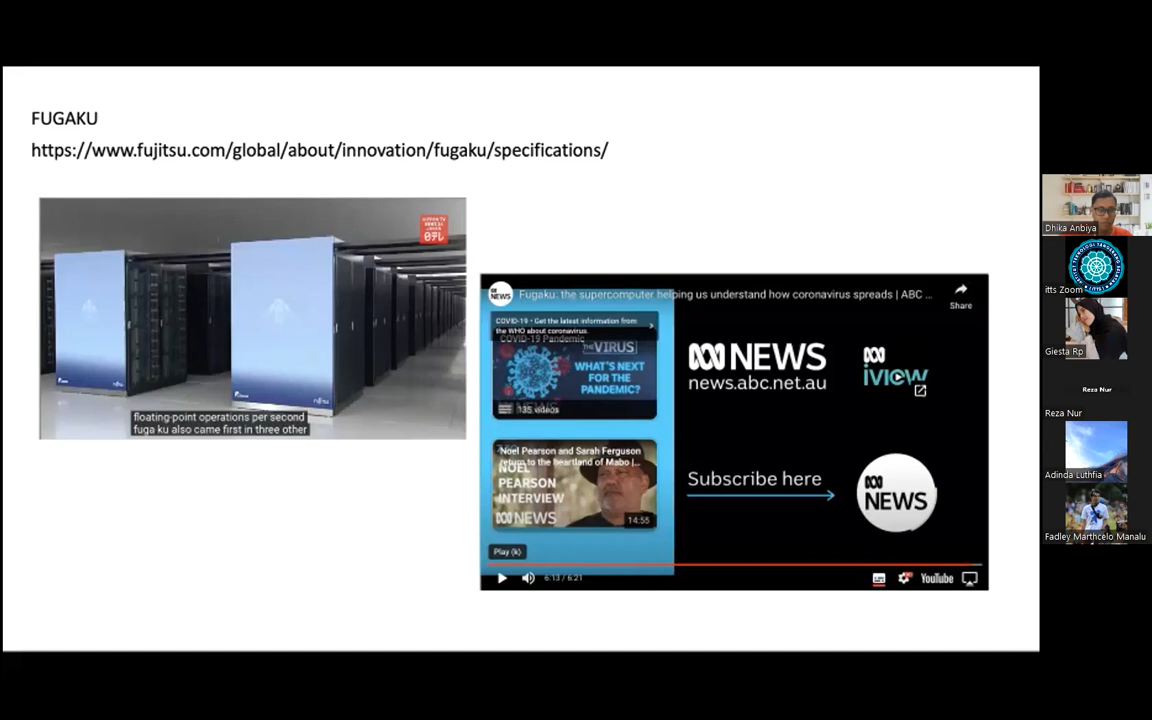 FUGAKU
https://www.fujitsu.com/global/about/innovation/fugaku/specifications/
日テレ
floating-point operations per second
fuga ku also came first in three other
NEWS
Fugaku: the supercomputer helping us understand how coronavirus spreads | ABC ...
Share
COVID-19 • Get the latest information from
the WHO about coronavirus.
COVID-19 Pandemic
THE VIRUS
WHAT'S NEXT
FOR THE
PANDEMIC?
135 videos
Noel Pearson and Sarah Ferguson
return to the heartland of Mabo |...
NOEL
PEARSON
INTERVIEW
NEWS
14:55
Play (k)
6:13 / 6:21
NEWS
news.abc.net.au
iview
Subscribe here
NEWS
YouTube
Dhika Anbiya
itts Zoom
Giesta Rp
Reza Nur
Reza Nur
Adinda Luthfia
Fadley Marthcelo Manalu